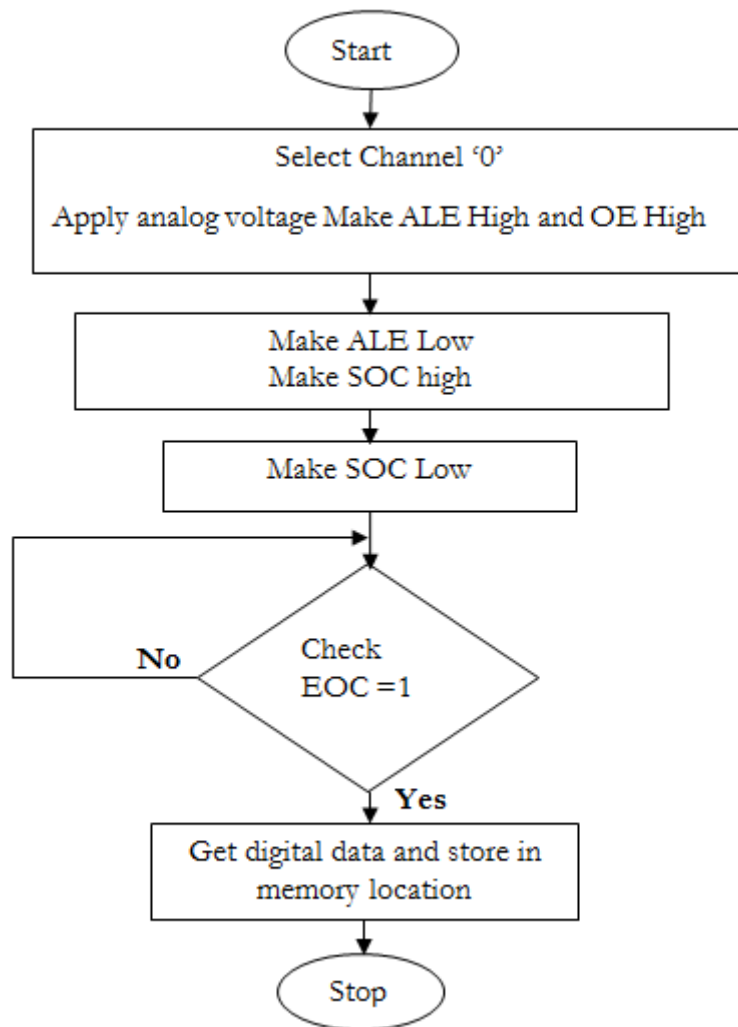 Start
Select Channel ‘0’
Apply analog voltage Make ALE High and OE High
Make ALE Low
Make SOC high
Make SOC Low
Check
EOC =1
No
Yes
Get digital data and store in
memory location
Stop